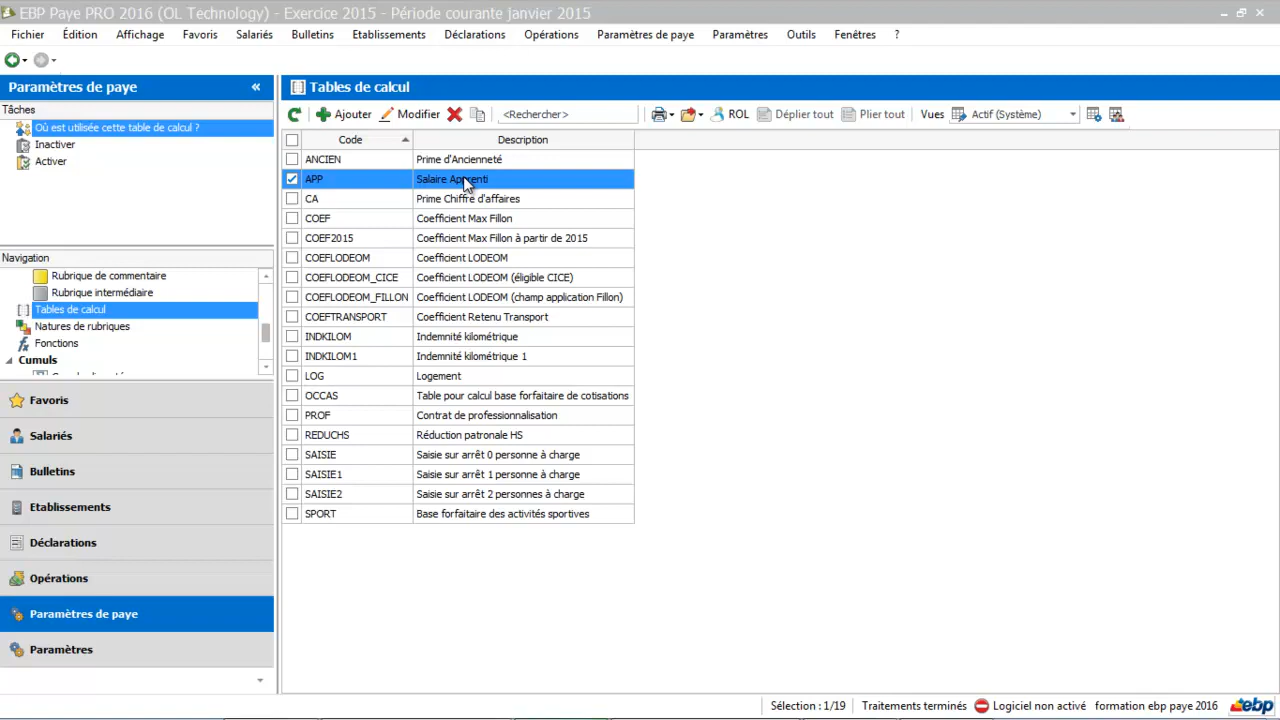 EBP Paye PRO 2016 (OL Technology) - Exercice 2015 - Période courante janvier 2015
Fichier Édition Affichage Favoris Salariés Bulletins Etablissements Déclarations Opérations Paramètres de paye Paramètres Outils Fenêtres ?
Paramètres de paye «
Tâches
Où est utilisée cette table de calcul ?
Inactiver
Activer
Navigation
Rubrique de commentaire
Rubrique intermédiaire
Tables de calcul
Natures de rubriques
Fonctions
Cumuls
Favoris
Salariés
Bulletins
Etablissements
Déclarations
Opérations
Paramètres de paye
Paramètres
Tables de calcul
Ajouter Modifier <Rechercher> ROL Déplier tout Plier tout Vues Actif (Système)
Code Description
ANCIEN Prime d'Ancienneté
APP Salaire Apprenti
CA Prime Chiffre d'affaires
COEF Coefficient Max Fillon
COEF2015 Coefficient Max Fillon à partir de 2015
COEFLODEOM Coefficient LODEOM
COEFLODEOM_CICE Coefficient LODEOM (éligible CICE)
COEFLODEOM_FILLON Coefficient LODEOM (champ application Fillon)
COEFTRANSPORT Coefficient Retenu Transport
INDKILOM Indemnité kilométrique
INDKILOM1 Indemnité kilométrique 1
LOG Logement
OCCAS Table pour calcul base forfaitaire de cotisations
PROF Contrat de professionnalisation
REDUCHS Réduction patronale HS
SAISIE Saisie sur arrêt 0 personne à charge
SAISIE1 Saisie sur arrêt 1 personne à charge
SAISIE2 Saisie sur arrêt 2 personnes à charge
SPORT Base forfaitaire des activités sportives
Sélection : 1/19 Traitements terminés Logiciel non activé formation ebp paye 2016 ebp